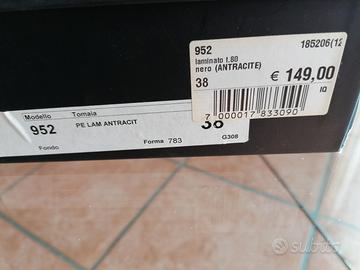 952
185206(12
laminato t.80
nero (ANTRACITE)
€ 149,00
38
IQ
7 000017 833090
Modello Tomaia
952 PE LAM ANTRACIT 38
Fondo Forma 783 G308
subito